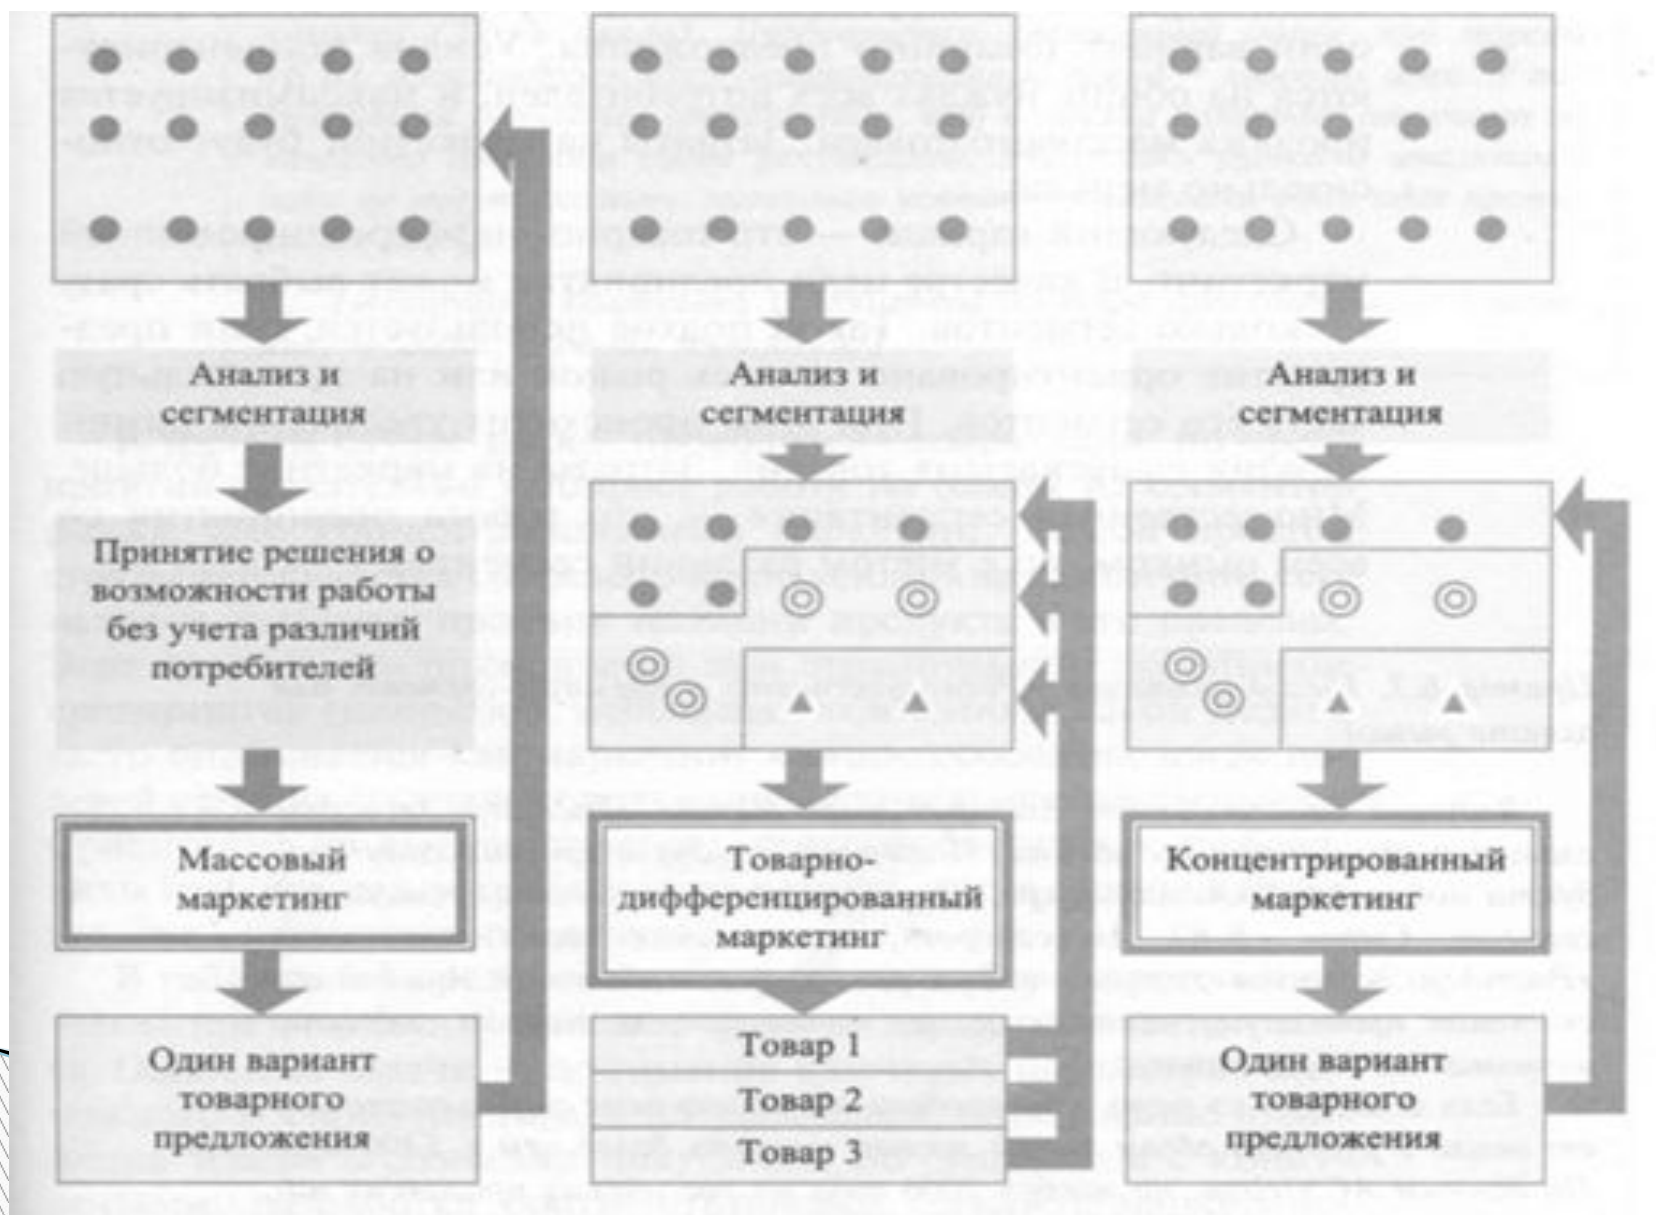 Анализ и
сегментация
Принятие решения о
возможности работы
без учета различий
потребителей
Массовый
маркетинг
Один вариант
товарного
предложения
Анализ и
сегментация
Товарно-
дифференцированный
маркетинг
Товар 1
Товар 2
Товар 3
Анализ и
сегментация
Концентрированный
маркетинг
Один вариант
товарного
предложения